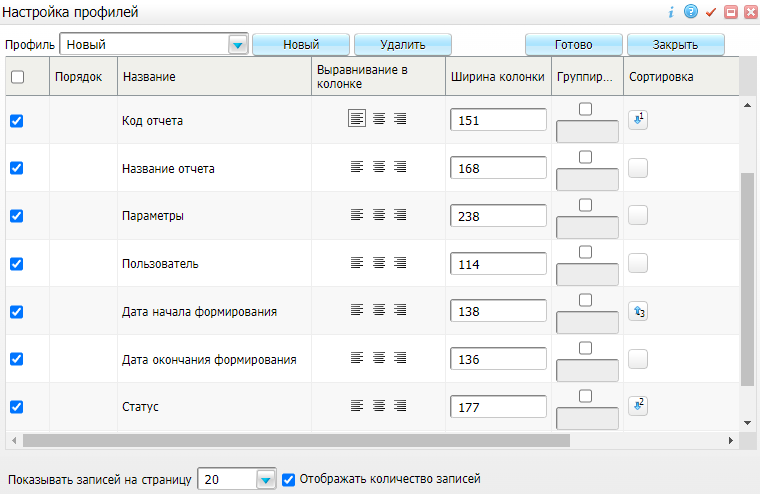 Настройка профилей
Профиль Новый Новый Удалить Готово Закрыть
Порядок Название Выравнивание в колонке Ширина колонки Группир... Сортировка
Код отчета 151 1
Название отчета 168
Параметры 238
Пользователь 114
Дата начала формирования 138 3
Дата окончания формирования 136
Статус 177 2
Показывать записей на страницу 20 Отображать количество записей